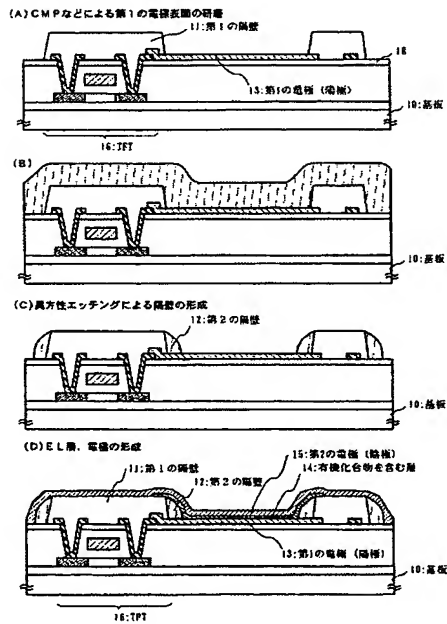 (A)CMPなどによる第1の電極表面の研磨
11:第1の隔壁
18
13:第1の電極(陽極)
10:基板
16:TFT
(B)
10:基板
(C)異方性エッチングによる隔壁の形成
12:第2の隔壁
10:基板
(D)EL層、電極の形成
15:第2の電極(陰極)
11:第1の隔壁
12:第2の隔壁
14:有機化合物を含む層
13:第1の電極(陽極)
10:基板
16:TFT